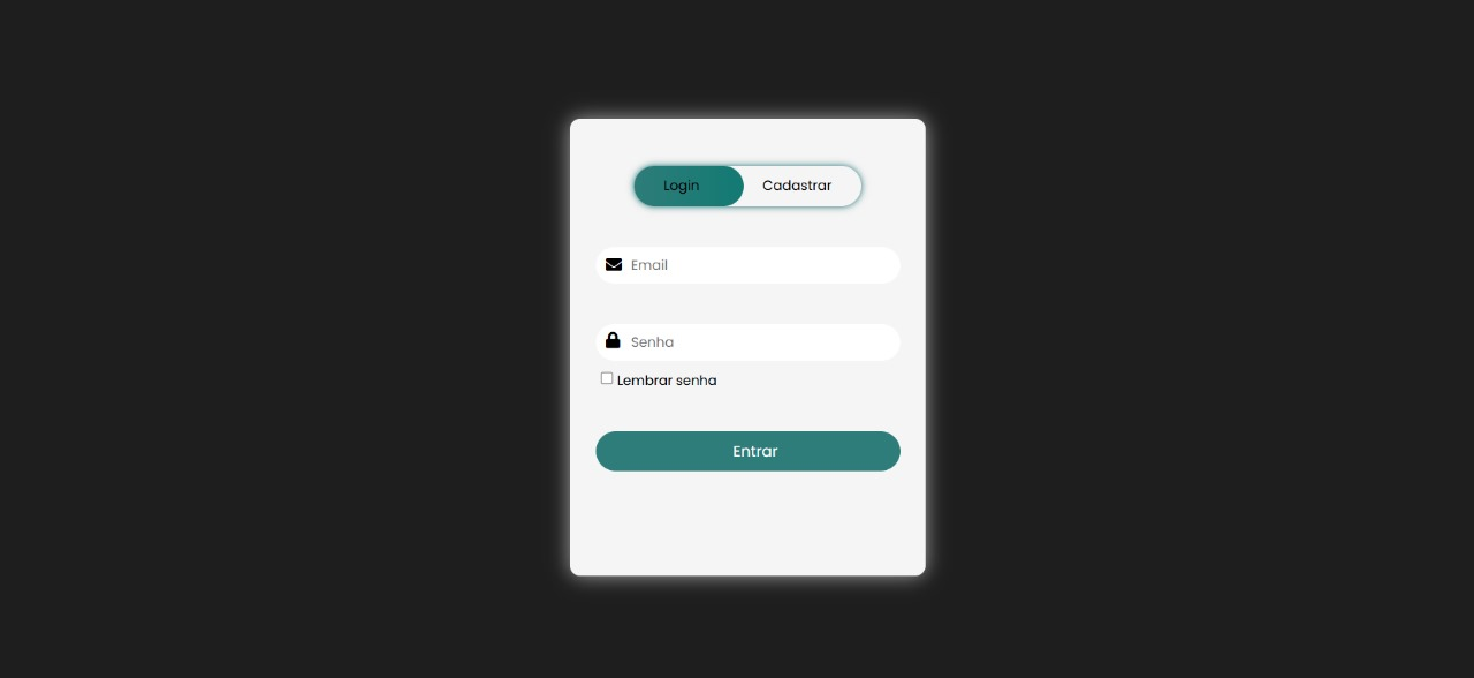 Login Cadastrar
Email
Senha
Lembrar senha
Entrar